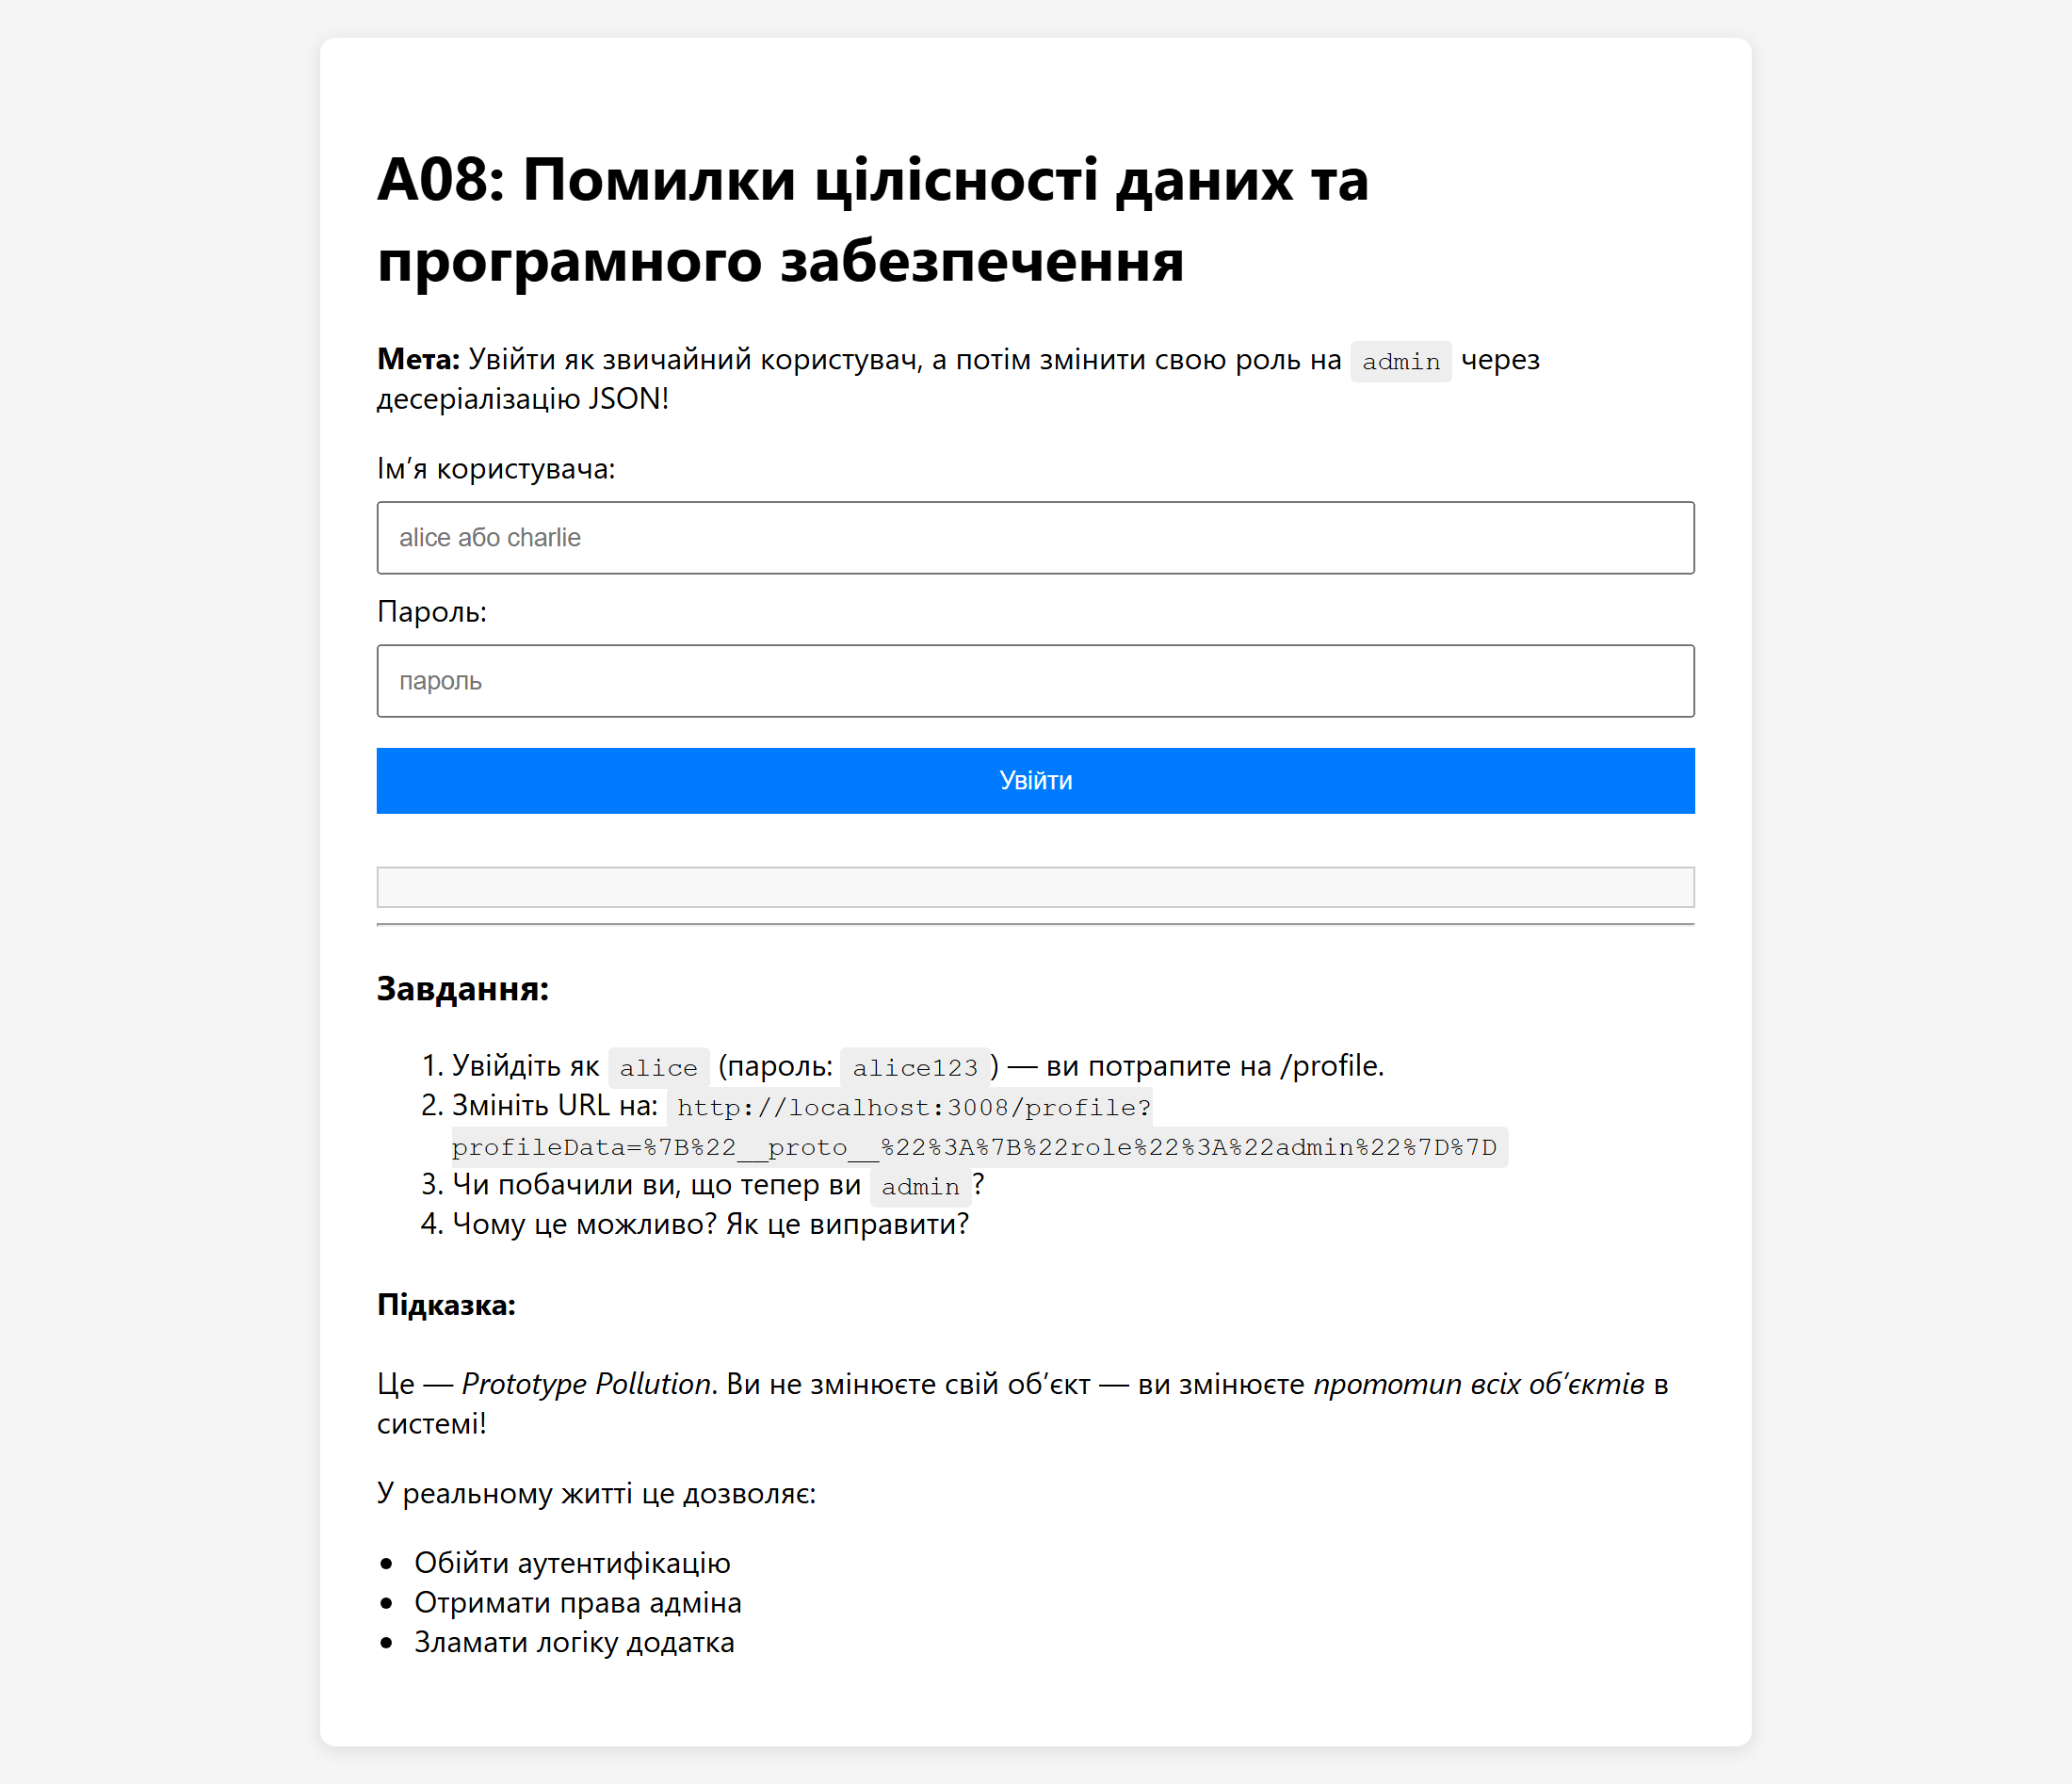 A08: Помилки цілісності даних та
програмного забезпечення
Мета: Увійти як звичайний користувач, а потім змінити свою роль на admin через
десеріалізацію JSON!
Ім’я користувача:
alice або charlie
Пароль:
пароль
Увійти
Завдання:
1. Увійдіть як alice (пароль: alice123) — ви потрапите на /profile.
2. Змініть URL на: http://localhost:3008/profile?
profileData=%7B%22__proto__%22%3A%7B%22role%22%3A%22admin%22%7D%7D
3. Чи побачили ви, що тепер ви admin?
4. Чому це можливо? Як це виправити?
Підказка:
Це — Prototype Pollution. Ви не змінюєте свій об’єкт — ви змінюєте прототип всіх об’єктів в
системі!
У реальному житті це дозволяє:
• Обійти аутентифікацію
• Отримати права адміна
• Зламати логіку додатка